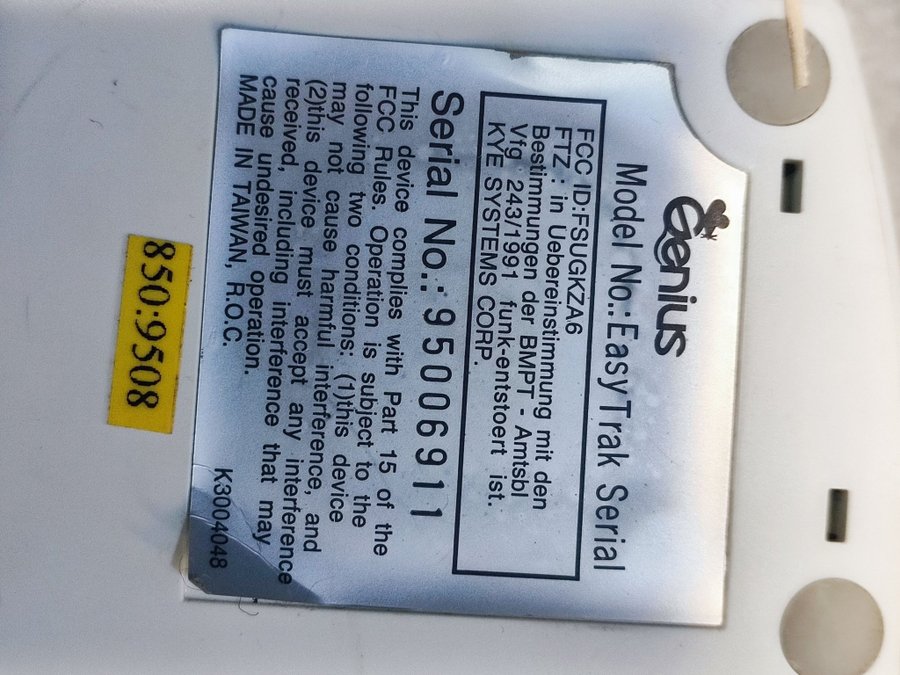 Genius
Model No.:EasyTrak Serial
FCC ID:FSUGKZA6
FTZ : in Uebereinstimmung mit den
Bestimmungen der BMPT - Amtsbl
Vfg 243/1991 funk-entstoert ist.
KYE SYSTEMS CORP.
Serial No.: 95006911
This device complies with Part 15 of the
FCC Rules. Operation is subject to the
following two conditions: (1)this device
may not cause harmful interference, and
(2)this device must accept any interference
received, including interference that may
cause undesired operation.
MADE IN TAIWAN, R.O.C.
K3004048
850:9508